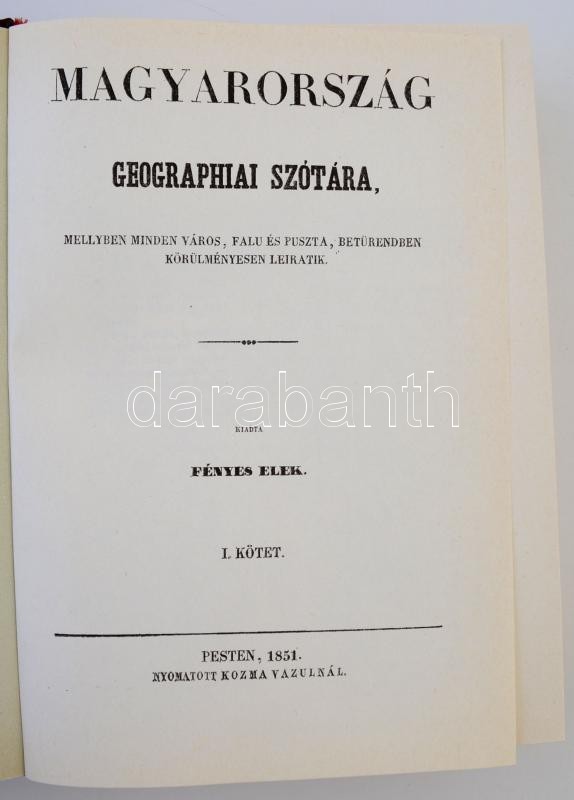 MAGYARORSZÁG
GEOGRAPHIAI SZÓTÁRA,
MELLYBEN MINDEN VÁROS, FALU ÉS PUSZTA, BETÜRENDBEN
KÖRÜLMÉNYESEN LEIRATIK.
darabanth
KIADTA
FÉNYES ELEK.
I. KÖTET.
PESTEN, 1851.
NYOMATOTT KOZMA VAZULNÁL.